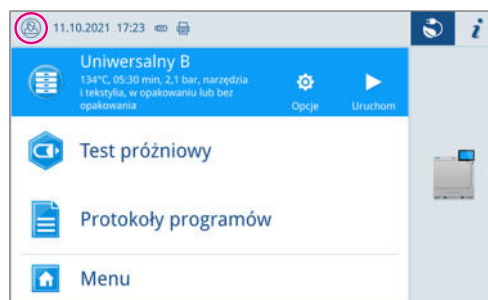 11.10.2021 17:23
i
Uniwersalny B
134°C, 05:30 min, 2,1 bar, narzędzia
i tekstylia, w opakowaniu lub bez
opakowania
Opcje
Uruchom
Test próżniowy
Protokoły programów
Menu